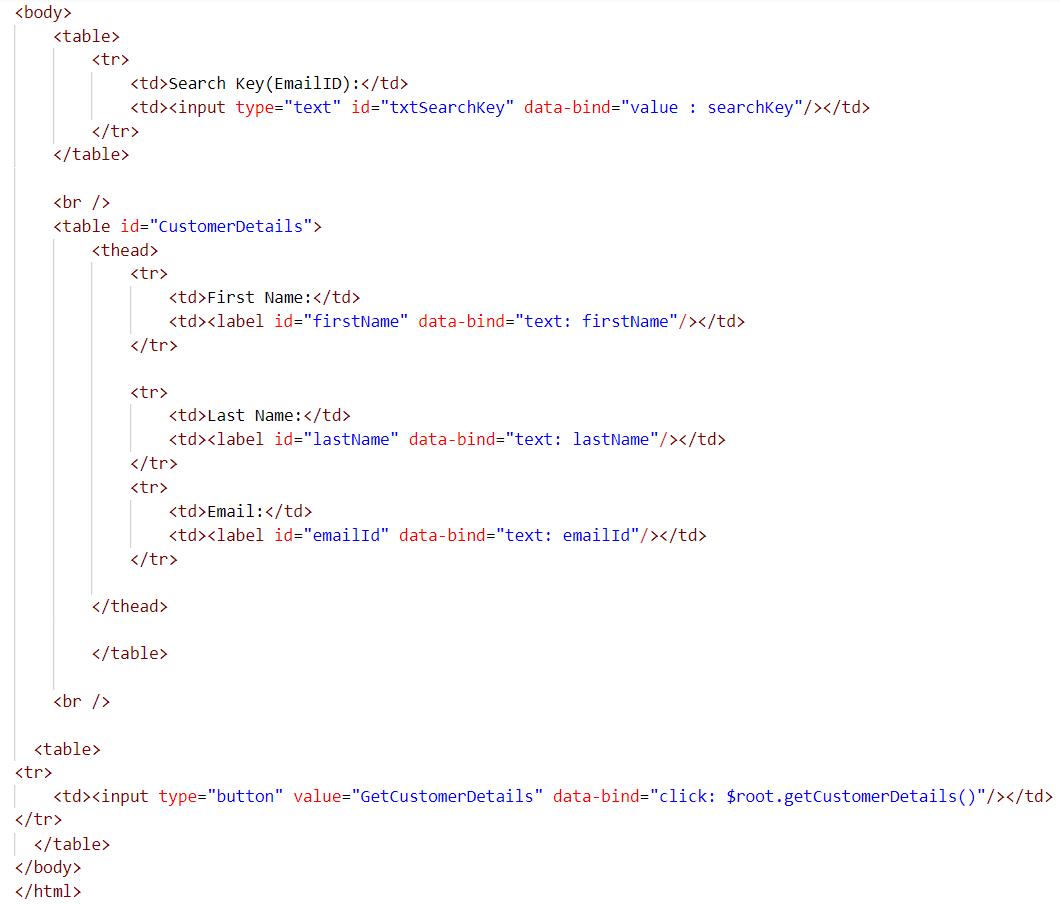 <body>
<table>
<tr>
<td>Search Key(EmailID):</td>
<td><input type="text" id="txtSearchKey" data-bind="value : searchKey"/></td>
</tr>
</table>
<br />
<table id="CustomerDetails">
<thead>
<tr>
<td>First Name:</td>
<td><label id="firstName" data-bind="text: firstName"/></td>
</tr>
<tr>
<td>Last Name:</td>
<td><label id="lastName" data-bind="text: lastName"/></td>
</tr>
<tr>
<td>Email:</td>
<td><label id="emailId" data-bind="text: emailId"/></td>
</tr>
</thead>
</table>
<br />
<table>
<tr>
<td><input type="button" value="GetCustomerDetails" data-bind="click: $root.getCustomerDetails()"/></td>
</tr>
</table>
</body>
</html>